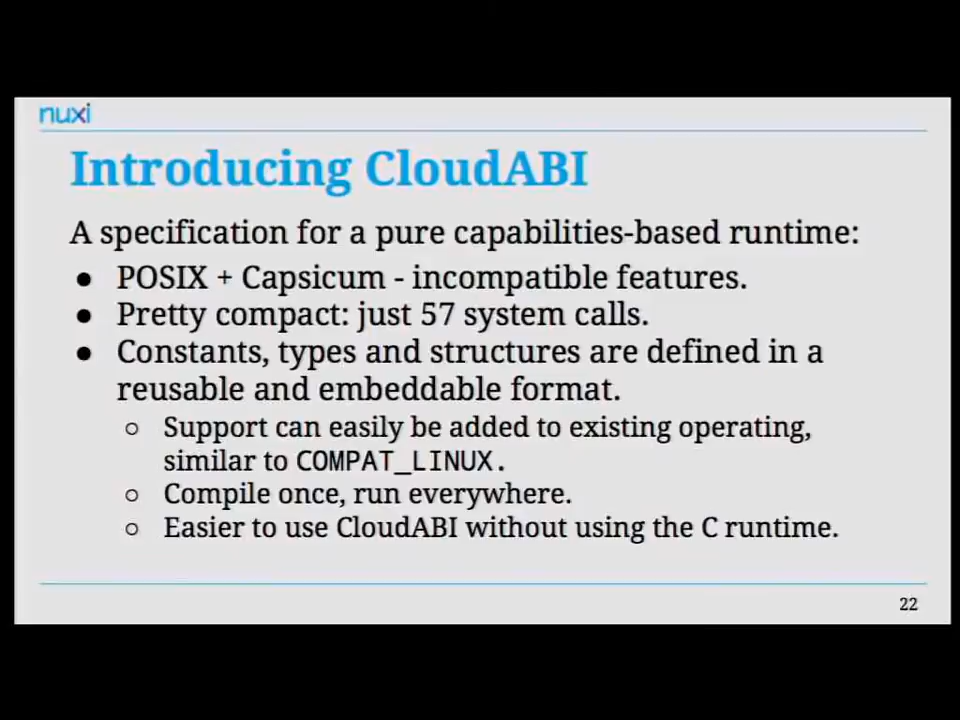 nuxi
Introducing CloudABI
A specification for a pure capabilities-based runtime:
● POSIX + Capsicum - incompatible features.
● Pretty compact: just 57 system calls.
● Constants, types and structures are defined in a
reusable and embeddable format.
○ Support can easily be added to existing operating,
similar to COMPAT_LINUX.
○ Compile once, run everywhere.
○ Easier to use CloudABI without using the C runtime.
22